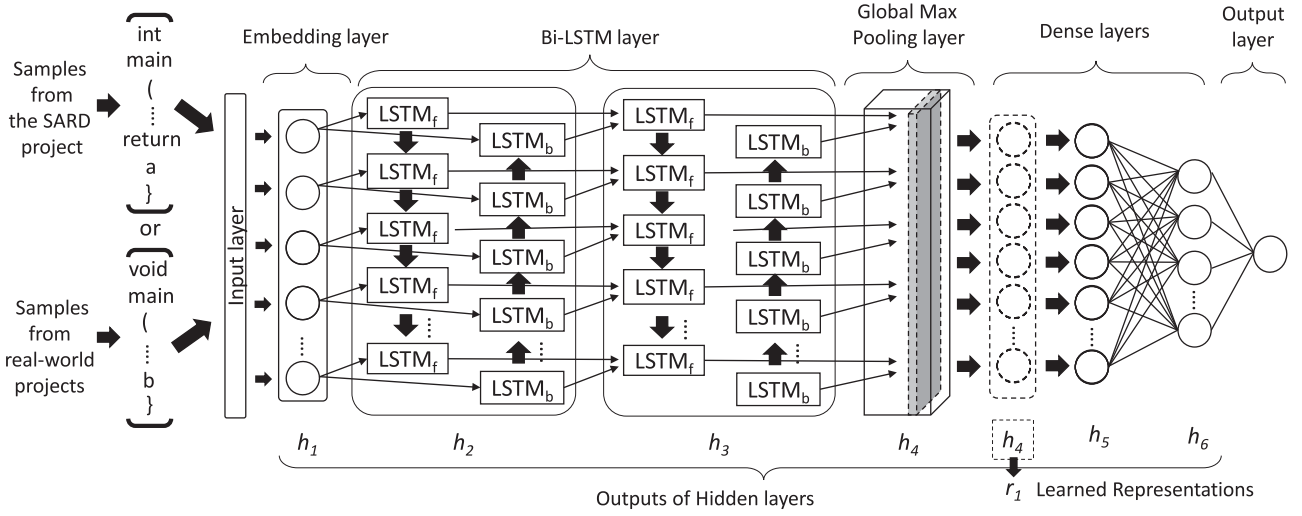 Samples
from
the SARD
project
int
main
(
⋮
return
a
}
or
void
main
(
⋮
b
}
Samples
from
real-world
projects
Input layer
Embedding layer
Bi-LSTM layer
Global Max
Pooling layer
Dense layers
Output
layer
LSTMf
LSTMf
LSTMf
LSTMf
LSTMf
LSTMb
LSTMb
LSTMb
LSTMb
LSTMb
LSTMf
LSTMf
LSTMf
LSTMf
LSTMf
LSTMb
LSTMb
LSTMb
LSTMb
LSTMb
h1
h2
h3
h4
h4
h5
h6
Outputs of Hidden layers
r1 Learned Representations